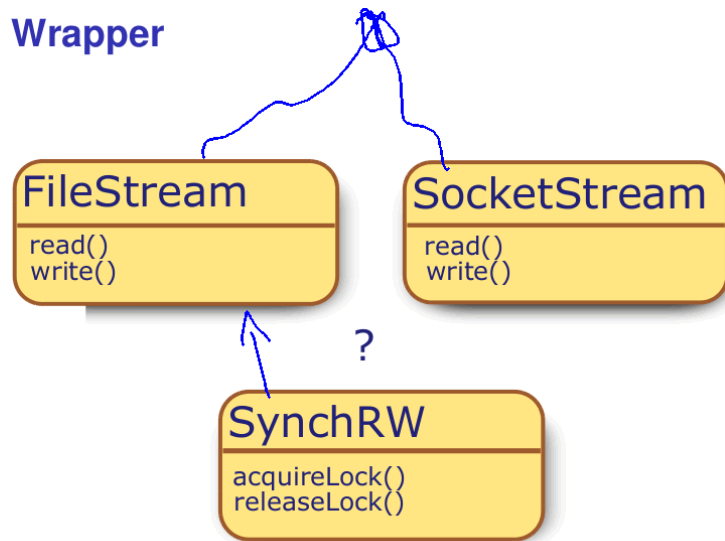 Wrapper
FileStream
read()
write()
SocketStream
read()
write()
?
SynchRW
acquireLock()
releaseLock()